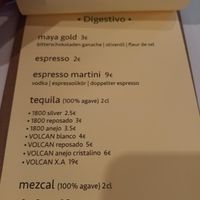 • Digestivo •
maya gold 3€
bitterschokoladen ganache | olivenöl | fleur de sel
espresso 2€
espresso martini 9€
vodka | espressolikör | doppelter espresso
tequila (100% agave) 2cl
• 1800 silver 2.5€
• 1800 reposado 3€
• 1800 anejo 3.5€
• VOLCAN blanco 4€
• VOLCAN reposado 5€
• VOLCAN anejo cristalino 6€
• VOLCAN X.A 19€
mezcal (100% agave) 2cl